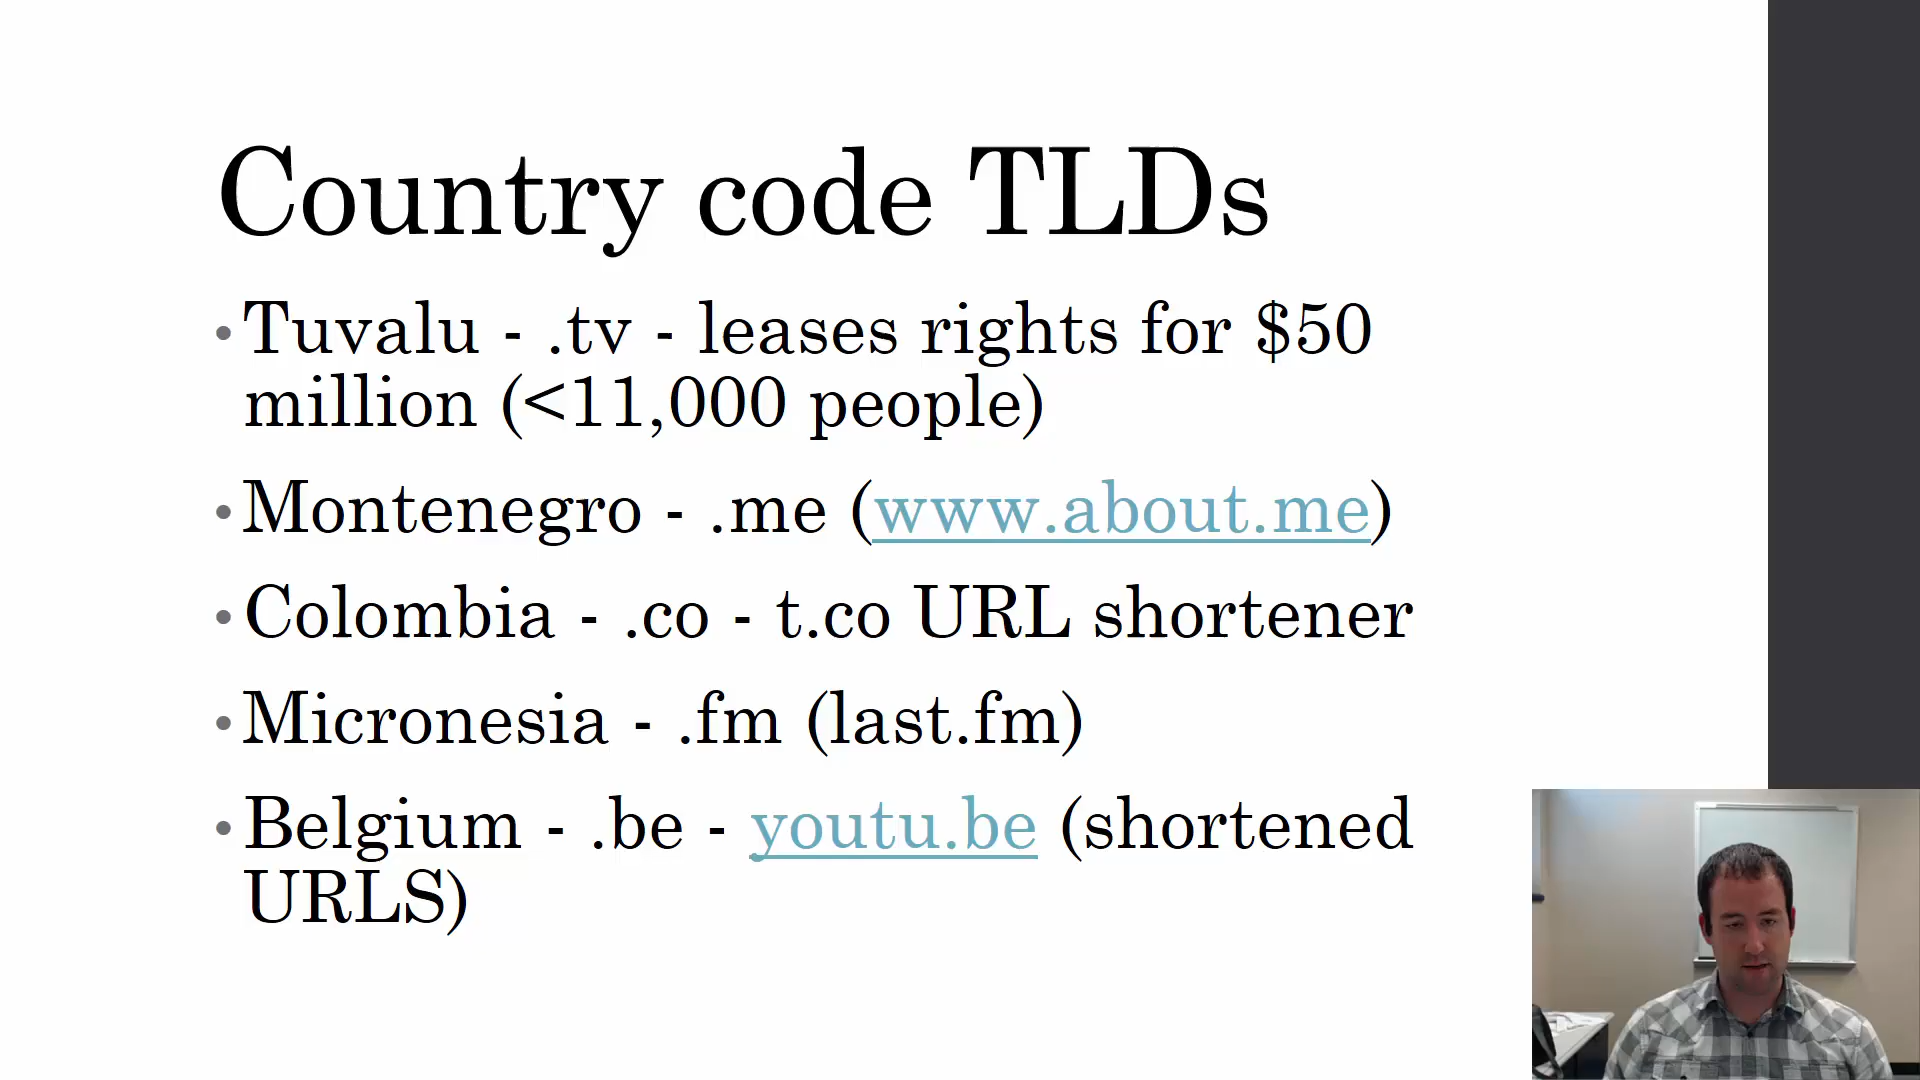 Country code TLDs
•Tuvalu - .tv - leases rights for $50
million (<11,000 people)
•Montenegro - .me (www.about.me)
•Colombia - .co - t.co URL shortener
•Micronesia - .fm (last.fm)
•Belgium - .be - youtu.be (shortened
URLS)